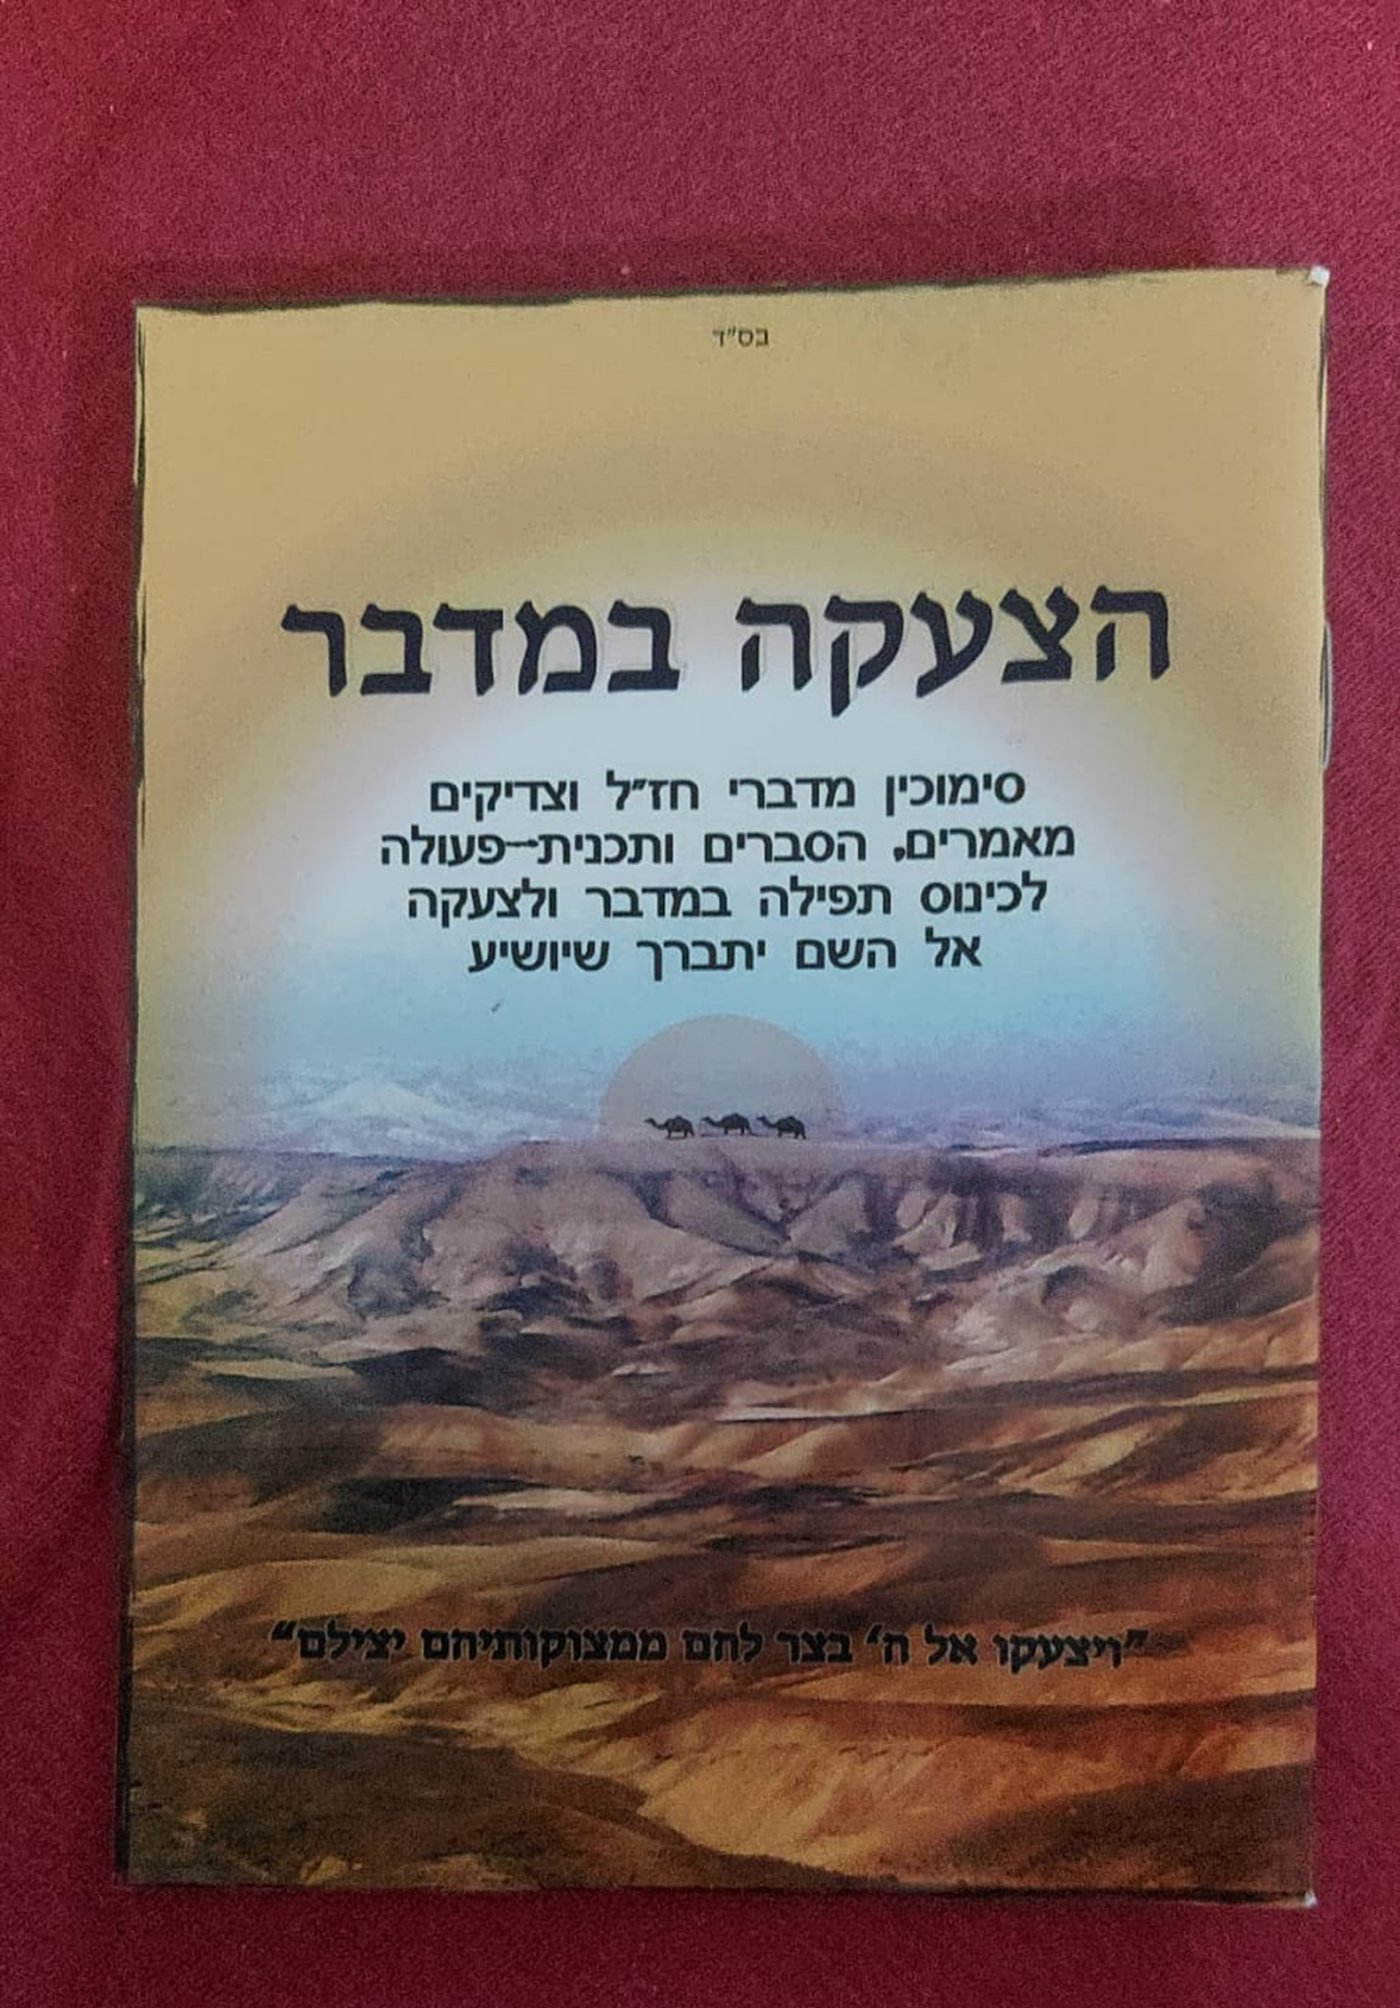 בס"ד
הצעקה במדבר
סימוכין מדברי חז"ל וצדיקים
מאמרים, הסברים ותכנית-פעולה
לכינוס תפילה במדבר ולצעקה
אל השם יתברך שיושיע
"ויצעקו אל ה' בצר להם ממצוקותיהם יצילם"